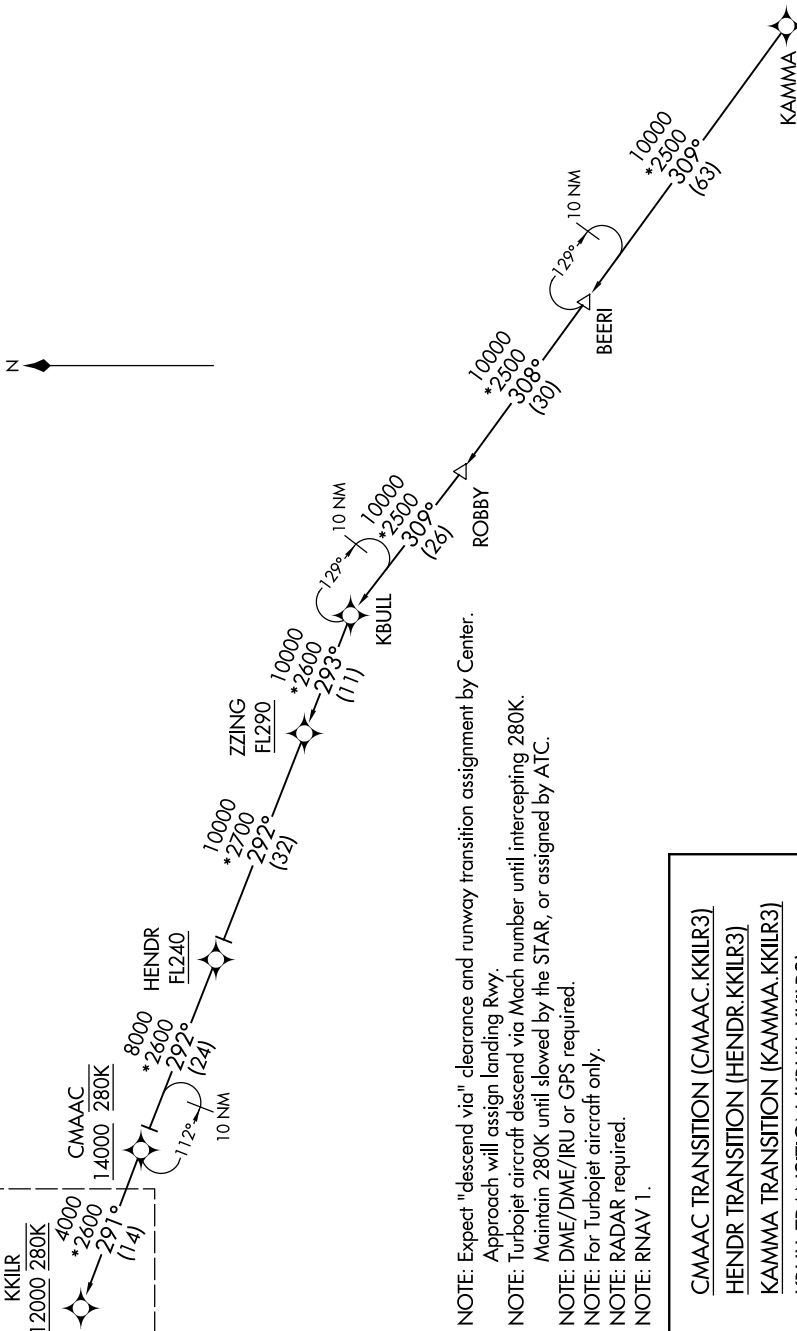 N
KKILR
12000 280K
4000
*2600
291°
(14)
CMAAC
14000 280K
112°
10 NM
8000
*2600
292°
(24)
HENDR
FL240
10000
*2700
292°
(32)
ZZING
FL290
10000
*2600
293°
(11)
KBULL
129°
10 NM
10000
*2500
309°
(26)
ROBBY
10000
*2500
308°
(30)
BEERI
129°
10 NM
10000
*2500
309°
(63)
KAMMA
NOTE: Expect "descend via" clearance and runway transition assignment by Center.
Approach will assign landing Rwy.
NOTE: Turbojet aircraft descend via Mach number until intercepting 280K.
Maintain 280K until slowed by the STAR, or assigned by ATC.
NOTE: DME/DME/IRU or GPS required.
NOTE: For Turbojet aircraft only.
NOTE: RADAR required.
NOTE: RNAV 1.
CMAAC TRANSITION (CMAAC.KKILR3)
HENDR TRANSITION (HENDR.KKILR3)
KAMMA TRANSITION (KAMMA.KKILR3)